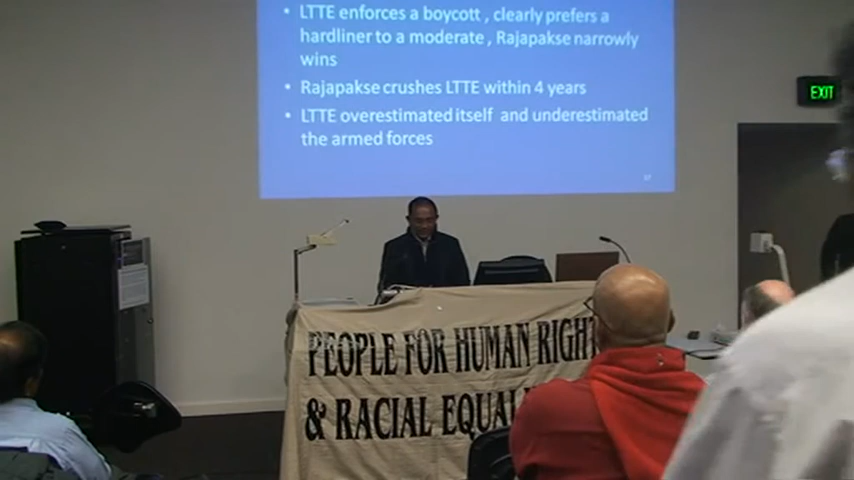 • LTTE enforces a boycott , clearly prefers a
hardliner to a moderate , Rajapakse narrowly
wins
• Rajapakse crushes LTTE within 4 years
• LTTE overestimated itself and underestimated
the armed forces
EXIT
PEOPLE FOR HUMAN RIGHT
& RACIAL EQUAL